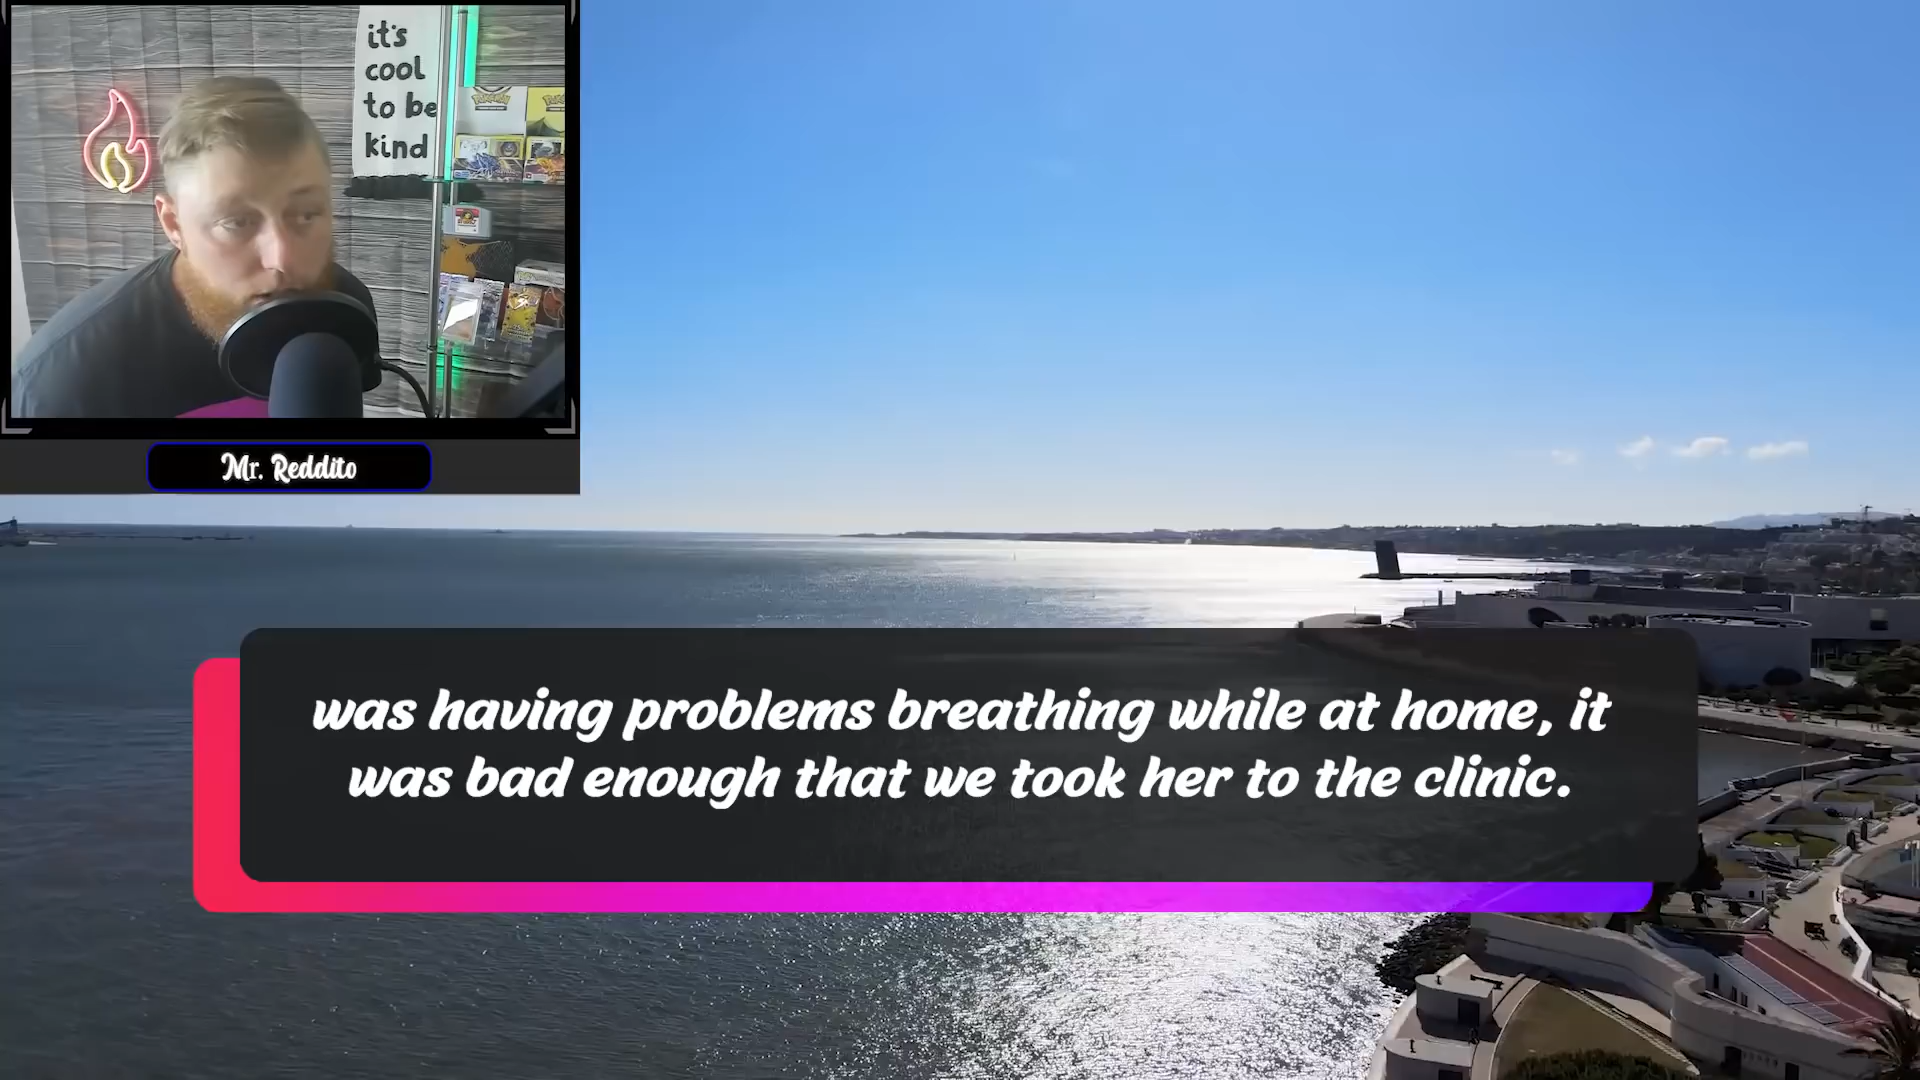 it's
cool
to be
kind
Pokémon
Mr. Reddito
was having problems breathing while at home, it
was bad enough that we took her to the clinic.